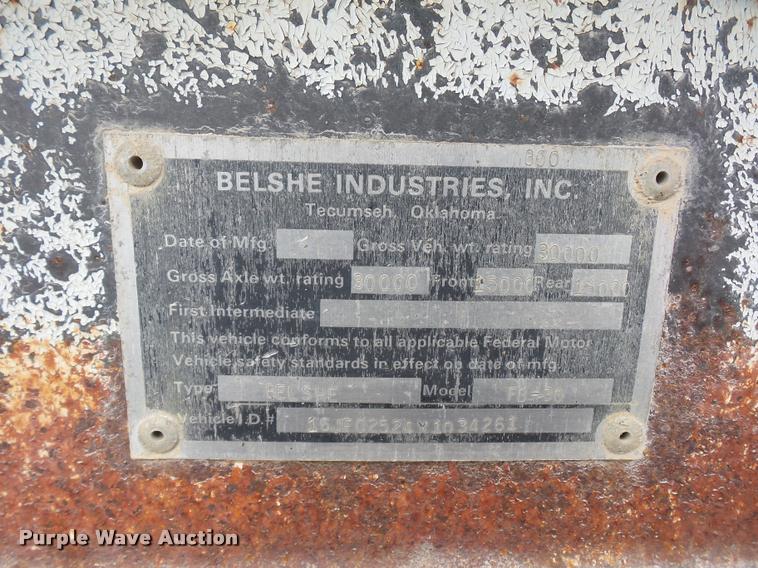 300
BELSHE INDUSTRIES, INC
Tecumseh, Oklahoma
Date of Mfg. Gross Veh. wt. rating 30000
Gross Axle wt. rating 30000 Front 15000 Rear 15000
First Intermediate
This vehicle conforms to all applicable Federal Motor
Vehicle safety standards in effect on date of mfg.
Type BELSHE Model
Vehicle I.D.#
Purple Wave Auction